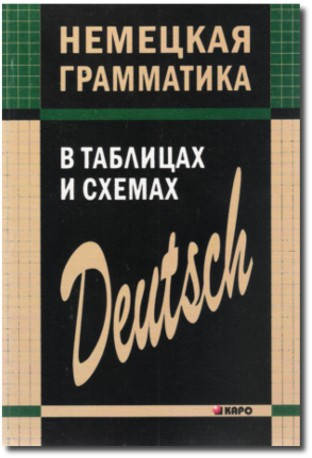 НЕМЕЦКАЯ
ГРАММАТИКА
В ТАБЛИЦАХ
И СХЕМАХ
Deutsch
КАРО